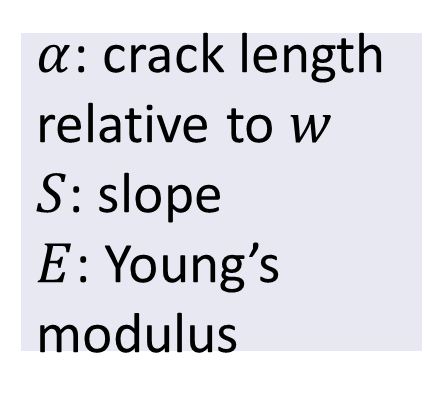 α: crack length
relative to w
S: slope
E: Young’s
modulus